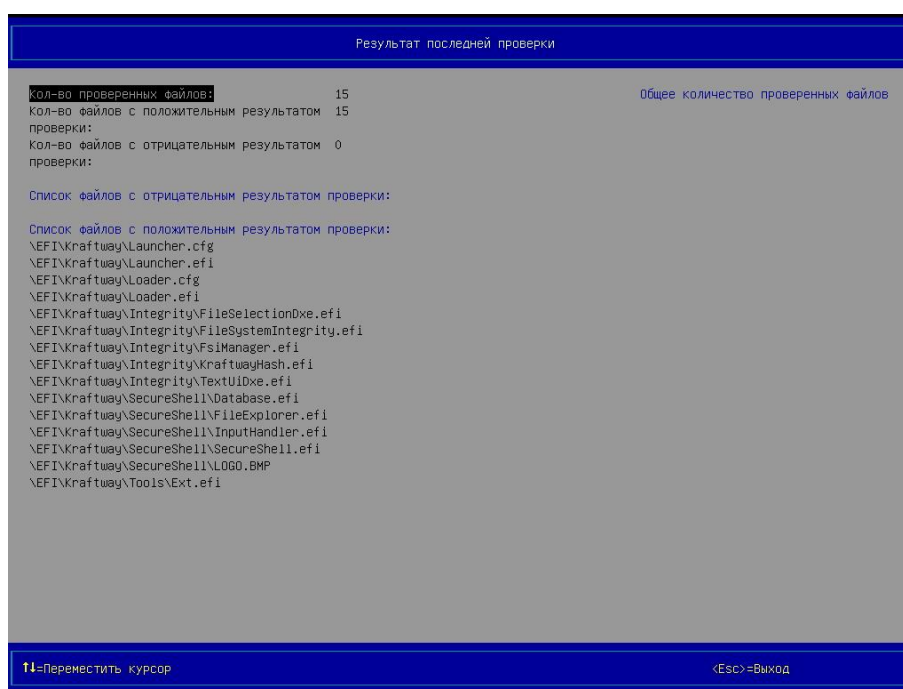 Результат последней проверки
Кол-во проверенных файлов: 15
Общее количество проверенных файлов
Кол-во файлов с положительным результатом 15
проверки:
Кол-во файлов с отрицательным результатом 0
проверки:
Список файлов с отрицательным результатом проверки:
Список файлов с положительным результатом проверки:
\EFI\Kraftway\Launcher.cfg
\EFI\Kraftway\Launcher.efi
\EFI\Kraftway\Loader.cfg
\EFI\Kraftway\Loader.efi
\EFI\Kraftway\Integrity\FileSelectionDxe.efi
\EFI\Kraftway\Integrity\FileSystemIntegrity.efi
\EFI\Kraftway\Integrity\FsiManager.efi
\EFI\Kraftway\Integrity\KraftwayHash.efi
\EFI\Kraftway\Integrity\TextUiDxe.efi
\EFI\Kraftway\SecureShell\Database.efi
\EFI\Kraftway\SecureShell\FileExplorer.efi
\EFI\Kraftway\SecureShell\InputHandler.efi
\EFI\Kraftway\SecureShell\SecureShell.efi
\EFI\Kraftway\SecureShell\LOGO.BMP
\EFI\Kraftway\Tools\Ext.efi
↑↓=Переместить курсор
<Esc>=Выход